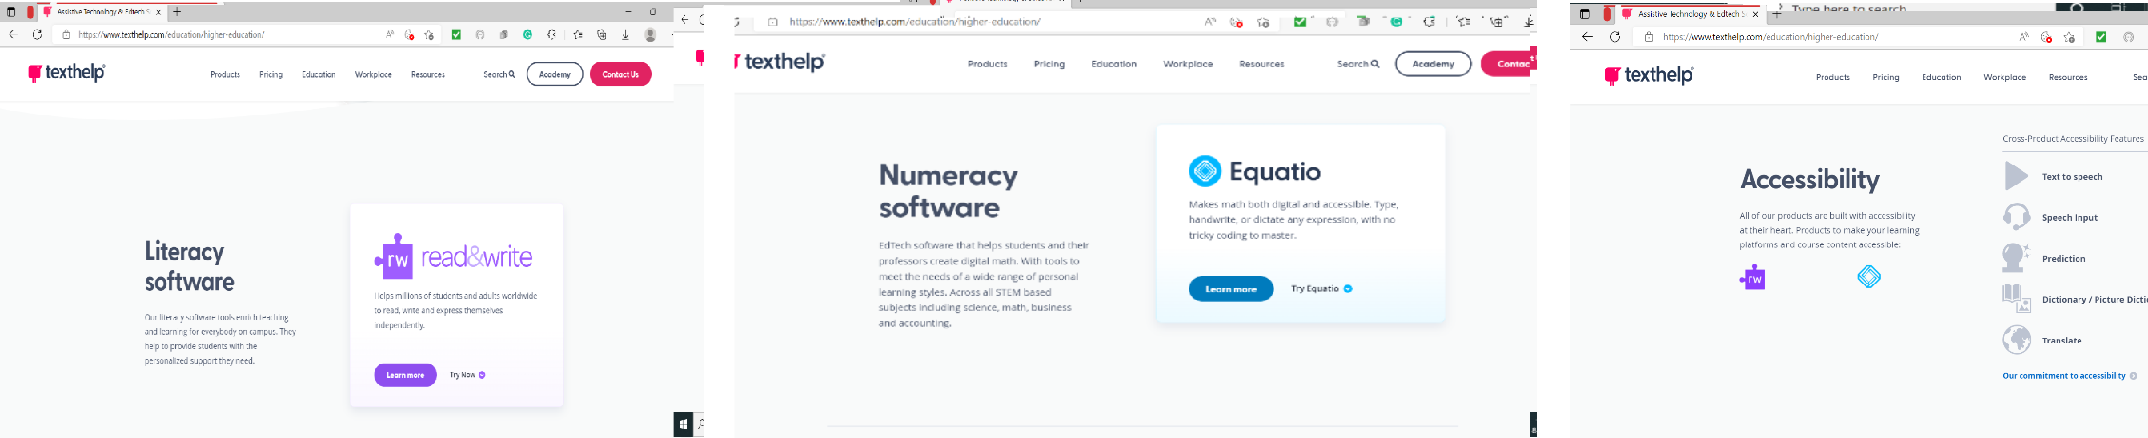 Assistive Technology & Edtech S
https://www.texthelp.com/education/higher-education/
texthelp
Products Pricing Education Workplace Resources Search Academy Contact Us
Literacy
software
Our literacy software tools enrich teaching
and learning for everybody on campus. They
help to provide students with the
personalized support they need.
rw read&write
Helps millions of students and adults worldwide
to read, write and express themselves
independently.
Learn more Try Now
https://www.texthelp.com/education/higher-education/
texthelp
Products Pricing Education Workplace Resources Search Academy Contac
Numeracy
software
EdTech software that helps students and their
professors create digital math. With tools to
meet the needs of a wide range of personal
learning styles. Across all STEM based
subjects including science, math, business
and accounting.
Equatio
Makes math both digital and accessible. Type,
handwrite, or dictate any expression, with no
tricky coding to master.
Learn more Try Equatio
Type here to search
Assistive Technology & Edtech S
https://www.texthelp.com/education/higher-education/
texthelp
Products Pricing Education Workplace Resources Sea
Accessibility
All of our products are built with accessibility
at their heart. Products to make your learning
platforms and course content accessible.
rw
Cross-Product Accessibility Features
Text to speech
Speech Input
Prediction
Dictionary / Picture Dicti
Translate
Our commitment to accessibility